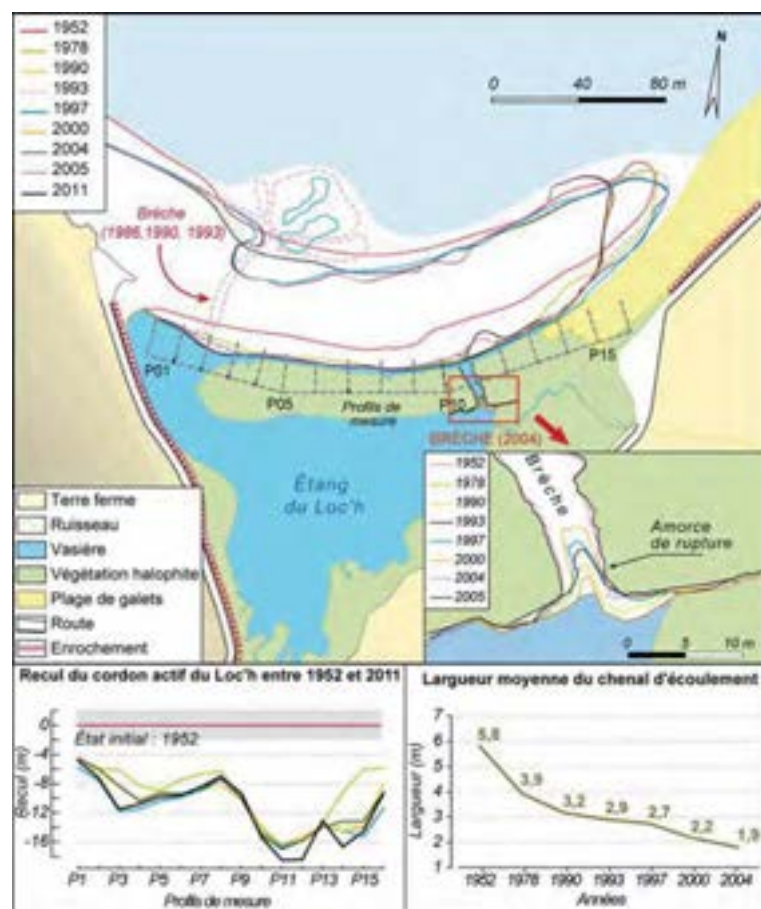 1952
1978
1990
1993
1997
2000
2004
2005
2011
N
0 40 80 m
Brèche
(1986,1990, 1993)
P01
P05
P10
P15
Profils de
mesure
BRÈCHE (2004)
Étang
du Loc'h
Terre ferme
Ruisseau
Vasière
Végétation halophite
Plage de galets
Route
Enrochement
1952
1978
1990
1993
1997
2000
2004
2005
Brèche
Amorce
de rupture
0 5 10 m
Recul du cordon actif du Loc'h entre 1952 et 2011
0
-4
-8
-12
-16
Recul (m)
État initial : 1952
P1 P3 P5 P7 P9 P11 P13 P15
Profils de mesure
Largueur moyenne du chenal d'écoulement
7
6
5
4
3
2
1
Largueur (m)
5,8
3,9
3,2
2,9
2,7
2,2
1,9
1952 1978 1990 1993 1997 2000 2004
Années